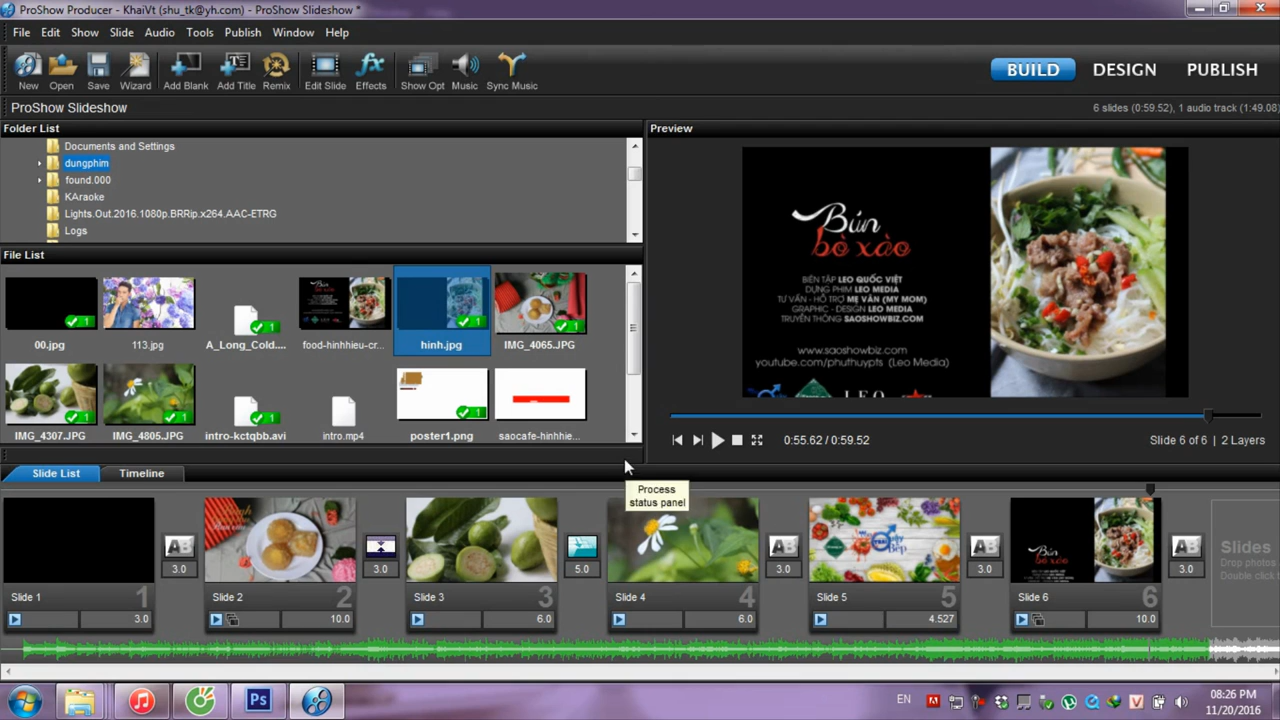 ProShow Producer - KhaiVt (shu_tk@yh.com) - ProShow Slideshow *
File Edit Show Slide Audio Tools Publish Window Help
New Open Save Wizard Add Blank Add Title Remix Edit Slide Effects Show Opt Music Sync Music
BUILD DESIGN PUBLISH
ProShow Slideshow
6 slides (0:59.52), 1 audio track (1:49.08)
Folder List
Documents and Settings
dungphim
found.000
KAraoke
Lights.Out.2016.1080p.BRRip.x264.AAC-ETRG
Logs
File List
00.jpg 113.jpg A_Long_Cold.... food-hinhhieu-cr... hinh.jpg IMG_4065.JPG
IMG_4307.JPG IMG_4805.JPG intro-kctqbb.avi intro.mp4 poster1.png saocafe-hinhhie...
Preview
Bún
bò xào
BIÊN TẬP LEO QUỐC VIỆT
DỰNG PHIM LEO MEDIA
TƯ VẤN - HỖ TRỢ MẸ VÂN (MY MOM)
GRAPHIC - DESIGN LEO MEDIA
TRUYỀN THÔNG SAOSHOWBIZ.COM
www.saoshowbiz.com
youtube.com/phuthuypts (Leo Media)
0:55.62 / 0:59.52
Slide 6 of 6 | 2 Layers
Process
status panel
Slide List Timeline
AB 3.0 3.0 5.0 AB 3.0 AB 3.0 AB 3.0
Slides
Drop photos
Double click
Slide 1 1 Slide 2 2 Slide 3 3 Slide 4 4 Slide 5 5 Slide 6 6
3.0 10.0 6.0 6.0 4.527 10.0
EN
08:26 PM
11/20/2016